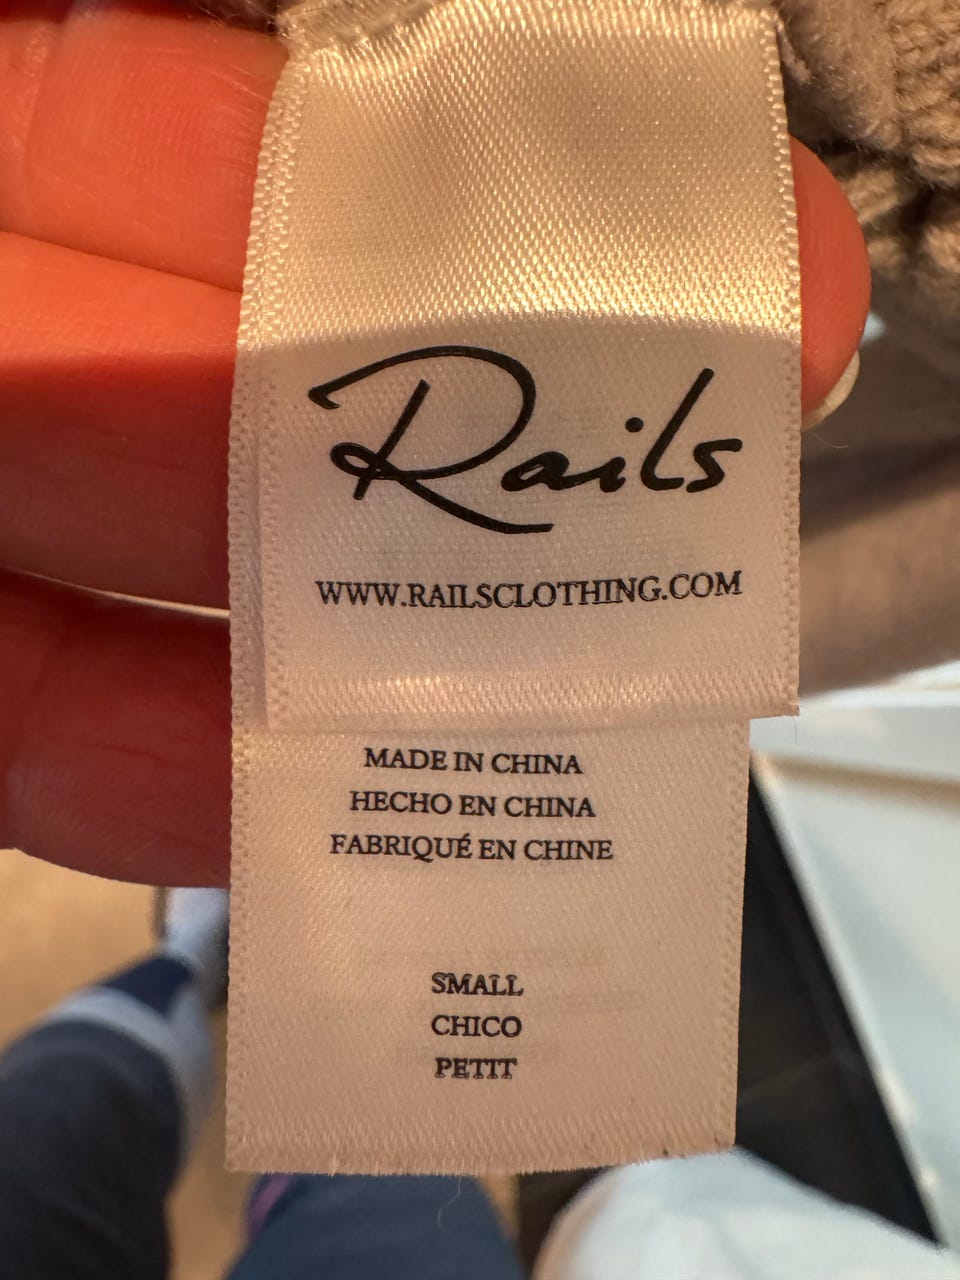 Rails
WWW.RAILSCLOTHING.COM
MADE IN CHINA
HECHO EN CHINA
FABRIQUÉ EN CHINE
SMALL
CHICO
PETIT